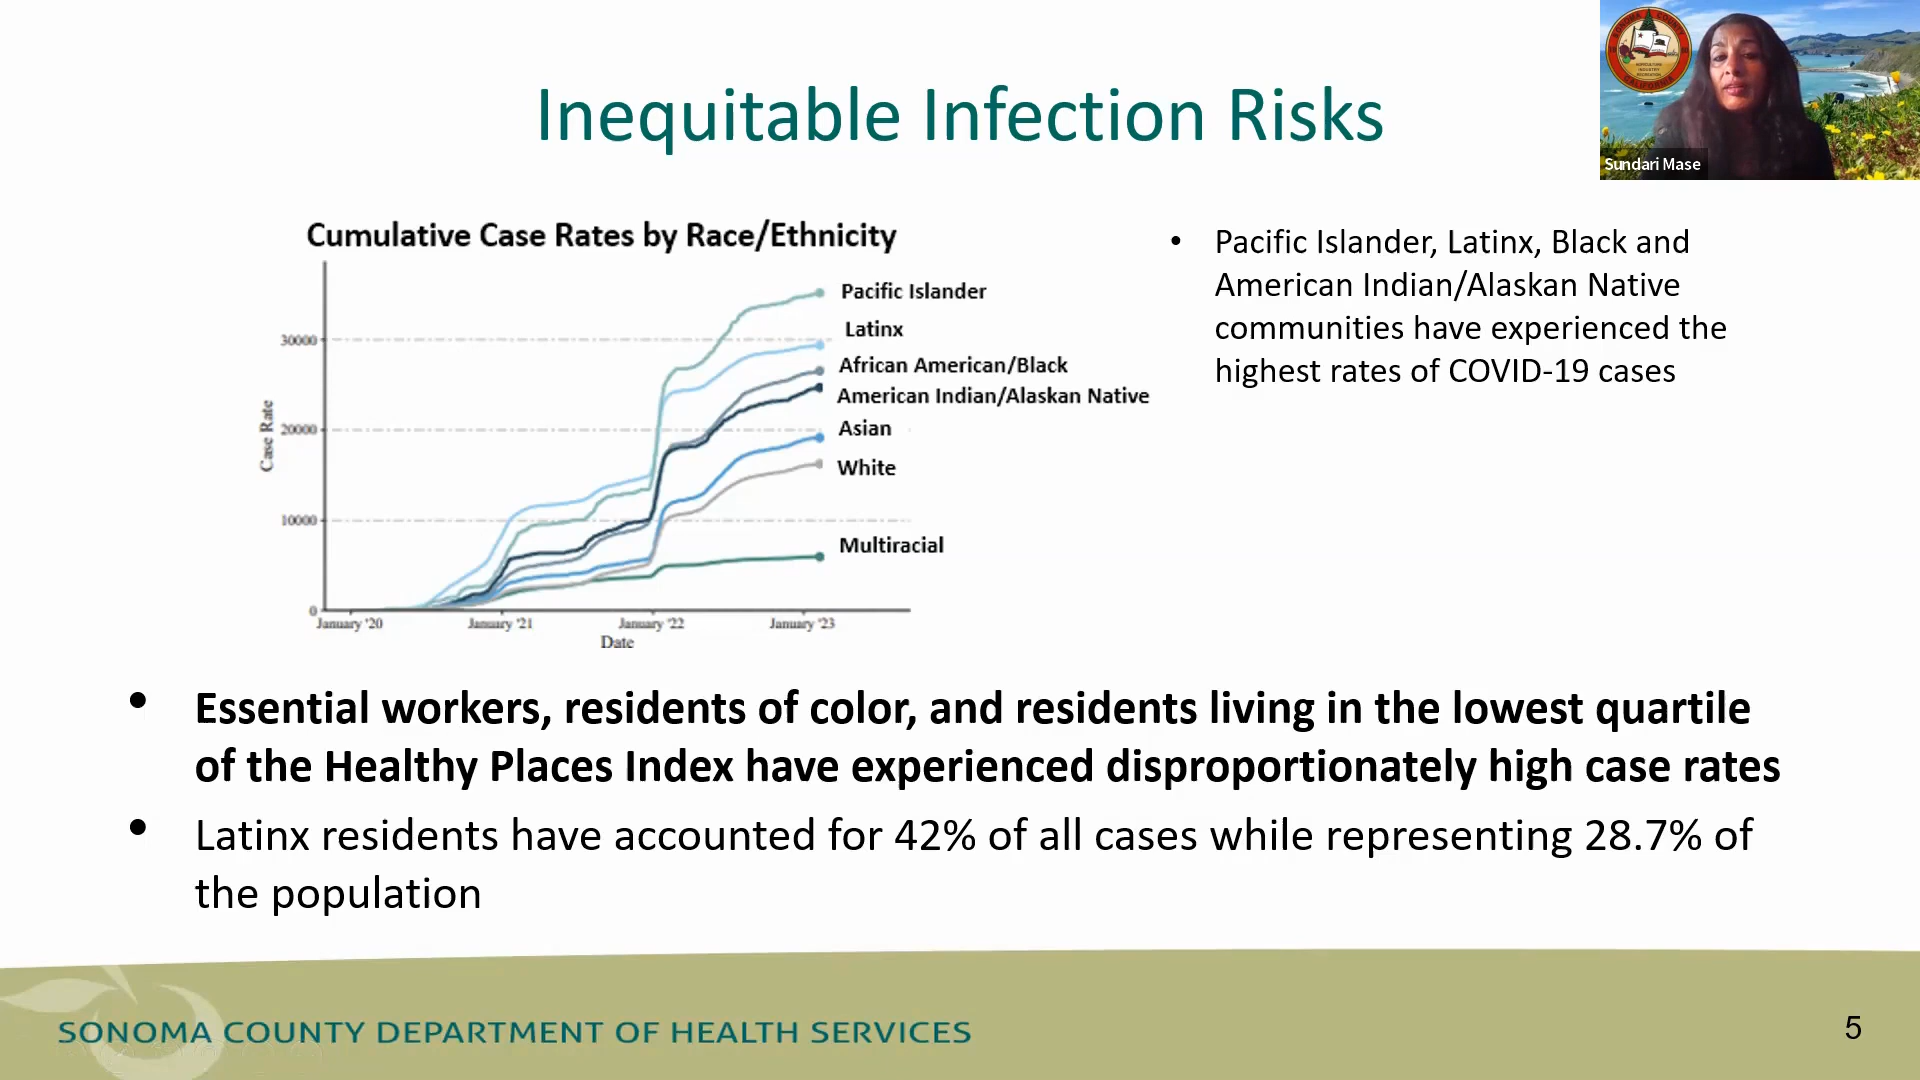 Inequitable Infection Risks
SONOMA COUNTY
CALIFORNIA
Sundari Mase
Cumulative Case Rates by Race/Ethnicity
Pacific Islander
Latinx
African American/Black
American Indian/Alaskan Native
Asian
White
Multiracial
Case Rate
30000
20000
10000
0
January '20
January '21
January '22
January '23
Date
• Pacific Islander, Latinx, Black and
American Indian/Alaskan Native
communities have experienced the
highest rates of COVID-19 cases
• Essential workers, residents of color, and residents living in the lowest quartile
of the Healthy Places Index have experienced disproportionately high case rates
• Latinx residents have accounted for 42% of all cases while representing 28.7% of
the population
SONOMA COUNTY DEPARTMENT OF HEALTH SERVICES
5